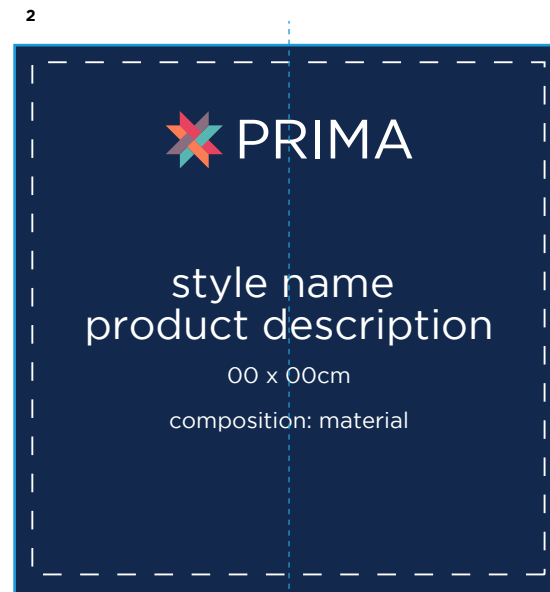 2
PRIMA
style name
product description
00 x 00cm
composition: material